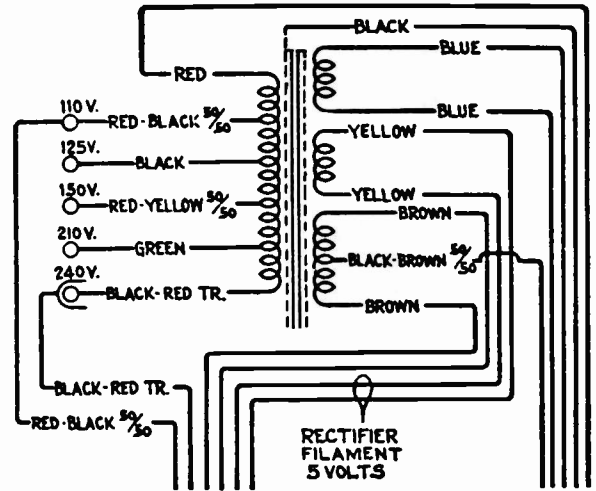 BLACK
BLUE
RED
110 V.
RED-BLACK 50/50
BLUE
125V.
YELLOW
BLACK
150V.
RED-YELLOW 50/50
YELLOW
210V.
BROWN
GREEN
BLACK-BROWN 50/50
240V.
BLACK-RED TR.
BROWN
BLACK-RED TR.
RED-BLACK 50/50
RECTIFIER
FILAMENT
5 VOLTS